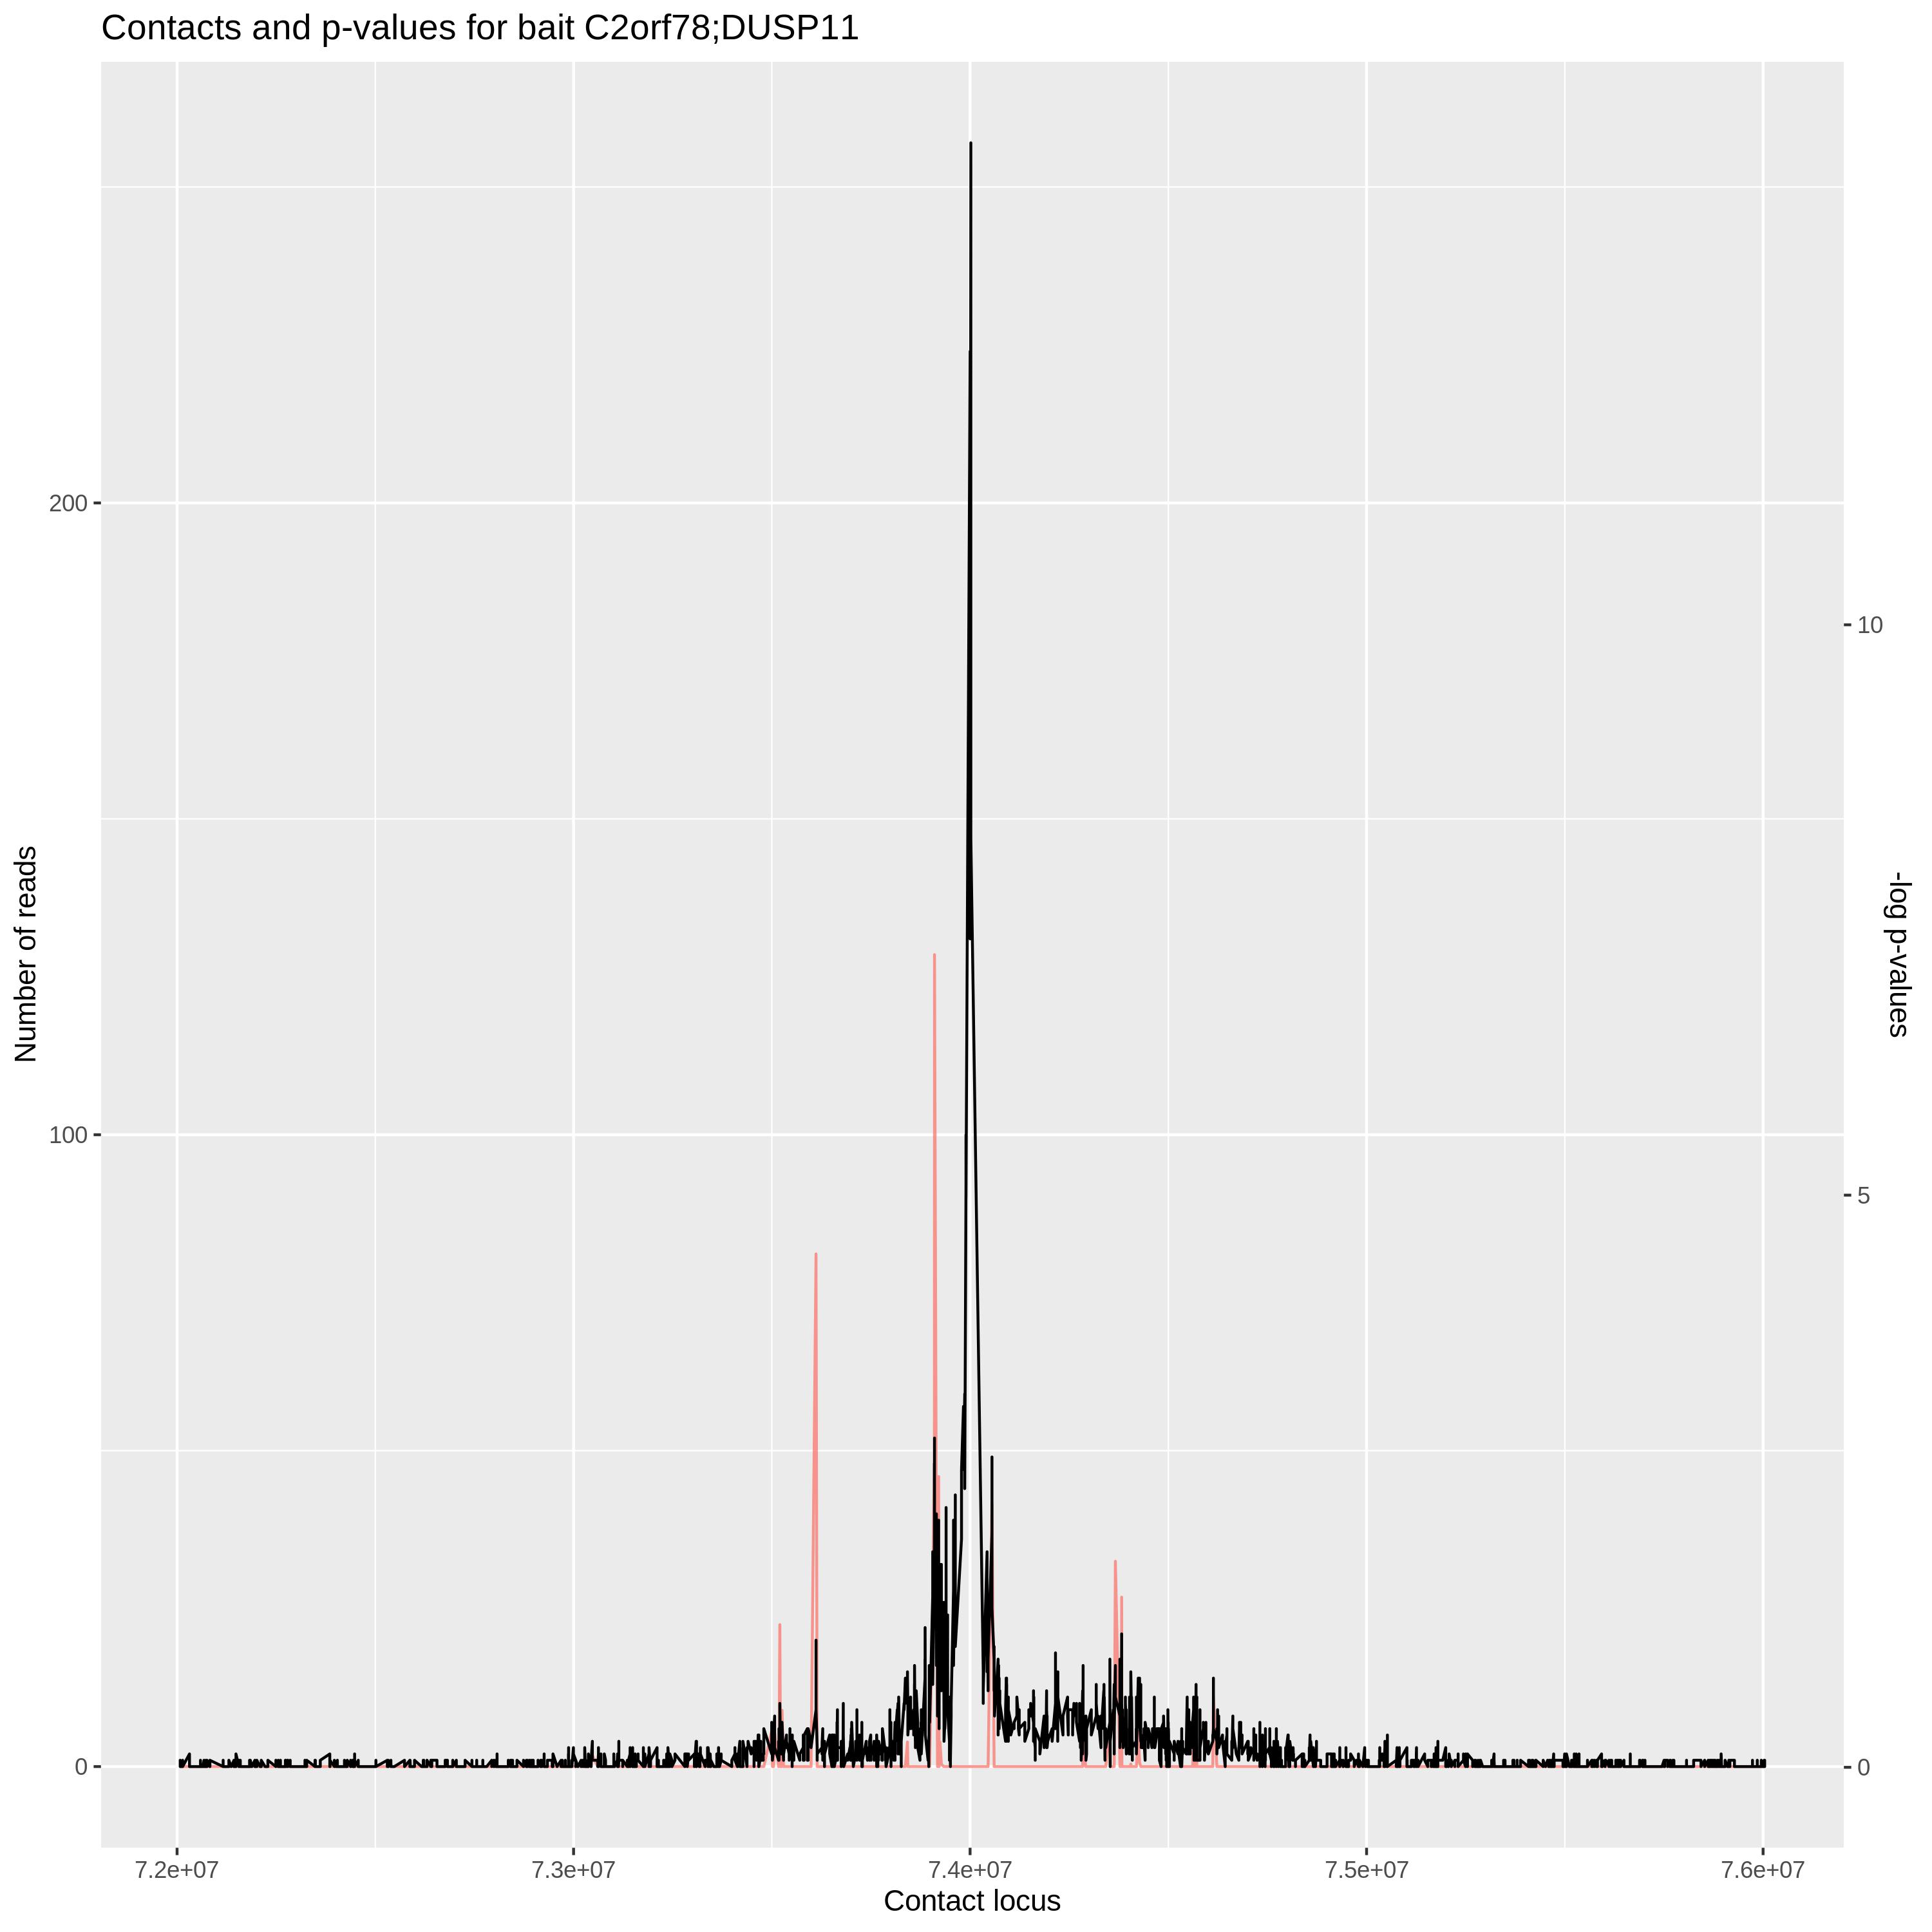 Contacts and p-values for bait C2orf78;DUSP11
Number of reads
200
100
0
10
5
0
-log p-values
7.2e+07 7.3e+07 7.4e+07 7.5e+07 7.6e+07
Contact locus